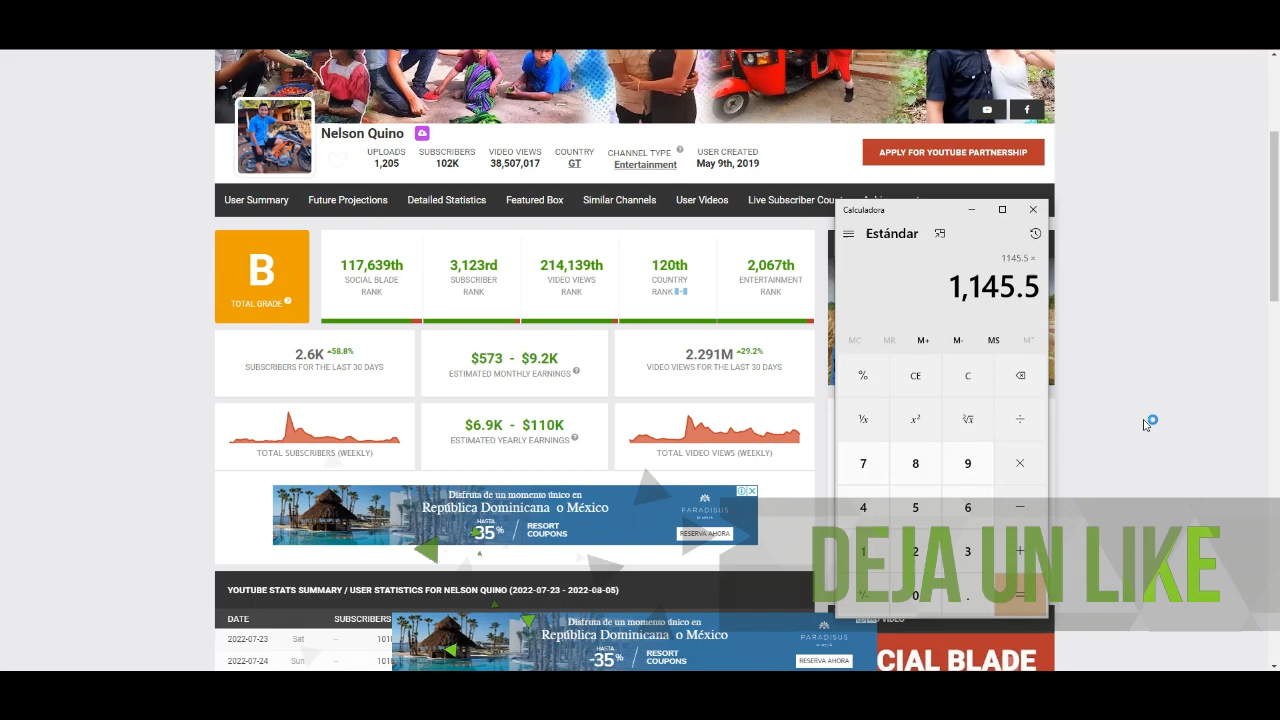 Nelson Quino
UPLOADS
1,205
SUBSCRIBERS
102K
VIDEO VIEWS
38,507,017
COUNTRY
GT
CHANNEL TYPE
Entertainment
USER CREATED
May 9th, 2019
APPLY FOR YOUTUBE PARTNERSHIP
User Summary
Future Projections
Detailed Statistics
Featured Box
Similar Channels
User Videos
Live Subscriber
Calculadora
Estándar
1145.5 =
1,145.5
MC MR M+ M- MS
% CE C
1/x x²
7 8 9 ×
4 5 6 −
1 2 3 +
0 . =
B
TOTAL GRADE
117,639th
SOCIAL BLADE
RANK
3,123rd
SUBSCRIBER
RANK
214,139th
VIDEO VIEWS
RANK
120th
COUNTRY
RANK
2,067th
ENTERTAINMENT
RANK
2.6K 58.8%
SUBSCRIBERS FOR THE LAST 30 DAYS
$573 - $9.2K
ESTIMATED MONTHLY EARNINGS
2.291M 29.2%
VIDEO VIEWS FOR THE LAST 30 DAYS
TOTAL SUBSCRIBERS (WEEKLY)
$6.9K - $110K
ESTIMATED YEARLY EARNINGS
TOTAL VIDEO VIEWS (WEEKLY)
Disfruta de un momento único en
República Dominicana o México
HASTA
-35%
RESORT
COUPONS
PARADISUS
RESERVA AHORA
DEJA UN LIKE
YOUTUBE STATS SUMMARY / USER STATISTICS FOR NELSON QUINO (2022-07-23 - 2022-08-05)
DATE
SUBSCRIBERS
2022-07-23 Sat --
2022-07-24 Sun --
Disfruta de un momento único en
República Dominicana o México
HASTA
-35%
RESORT
COUPONS
PARADISUS
RESERVA AHORA
VIDEO
CIAL BLADE